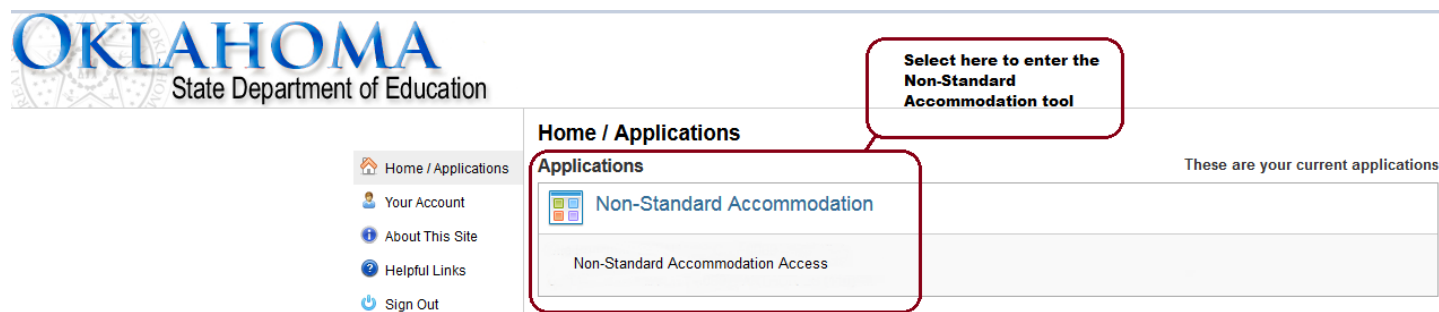 OKLAHOMA
State Department of Education
Select here to enter the
Non-Standard
Accommodation tool
Home / Applications
Home / Applications
Your Account
About This Site
Helpful Links
Sign Out
Applications
These are your current applications
Non-Standard Accommodation
Non-Standard Accommodation Access